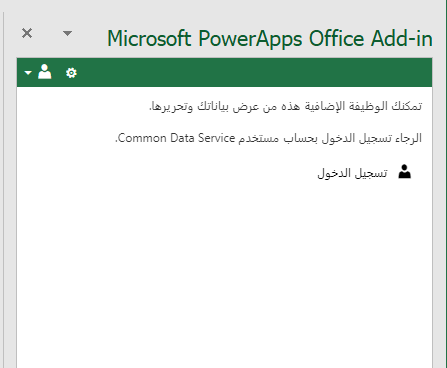 Microsoft PowerApps Office Add-in
تمكنك الوظيفة الإضافية هذه من عرض بياناتك وتحريرها.
الرجاء تسجيل الدخول بحساب مستخدم Common Data Service.
تسجيل الدخول